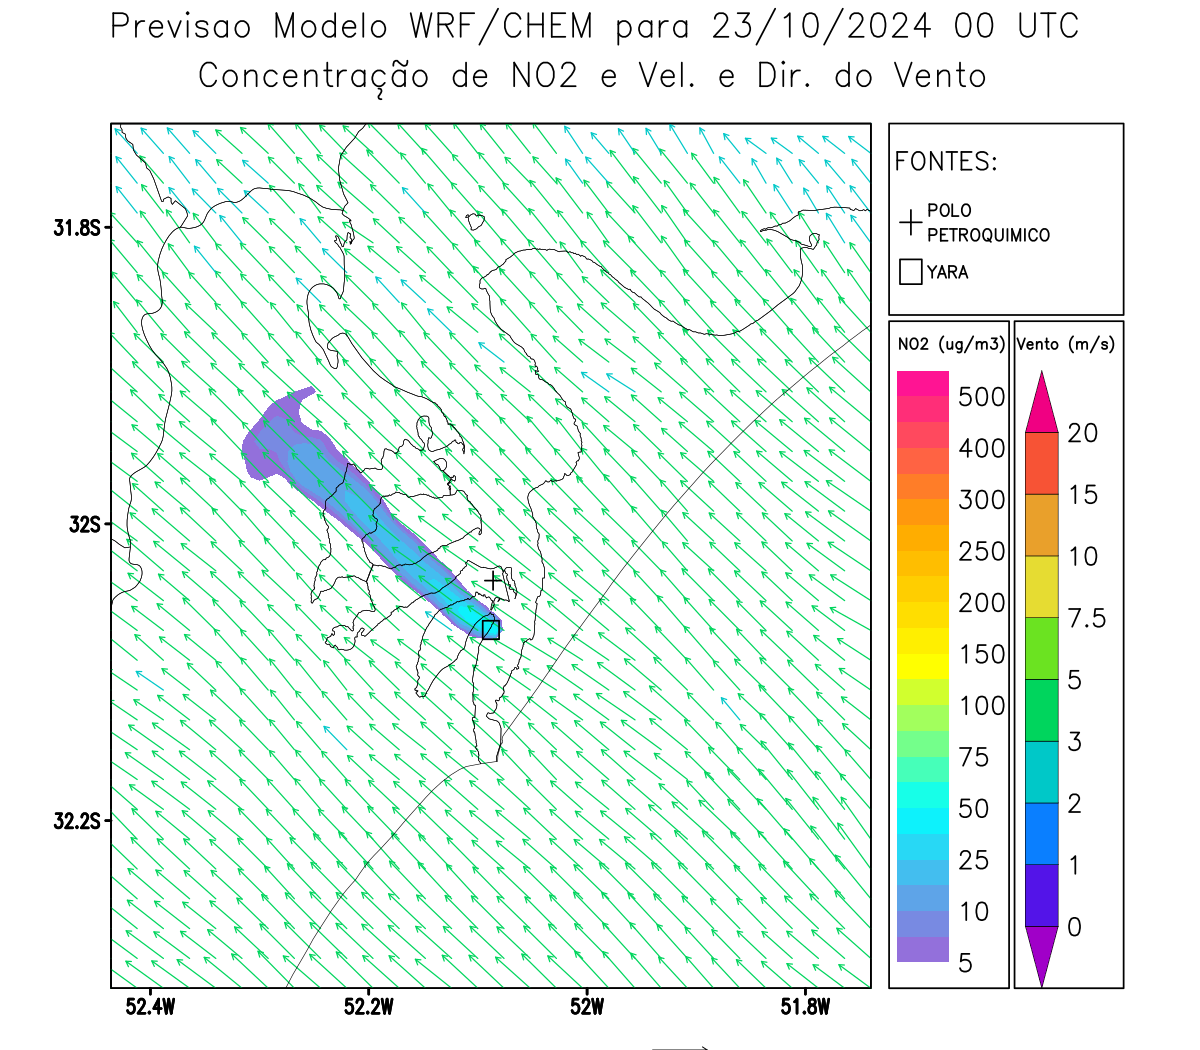 Previsao Modelo WRF/CHEM para 23/10/2024 00 UTC
Concentração de NO2 e Vel. e Dir. do Vento
FONTES:
POLO
PETROQUIMICO
YARA
NO2 (ug/m3)
500
400
300
250
200
150
100
75
50
25
10
5
Vento (m/s)
20
15
10
7.5
5
3
2
1
0
31.8S
32S
32.2S
52.4W
52.2W
52W
51.8W